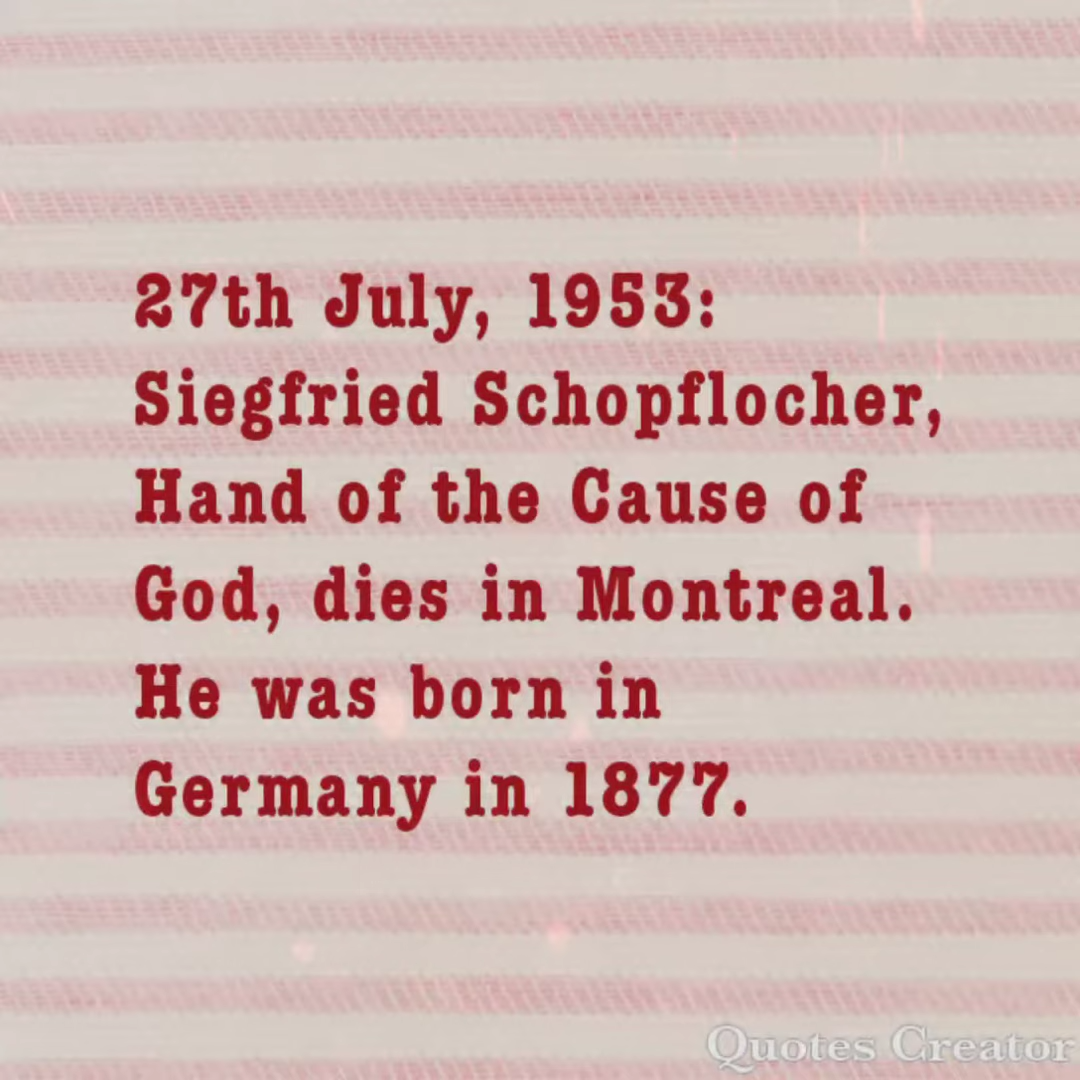 27th July, 1953:
Siegfried Schopflocher,
Hand of the Cause of
God, dies in Montreal.
He was born in
Germany in 1877.
Quotes Creator